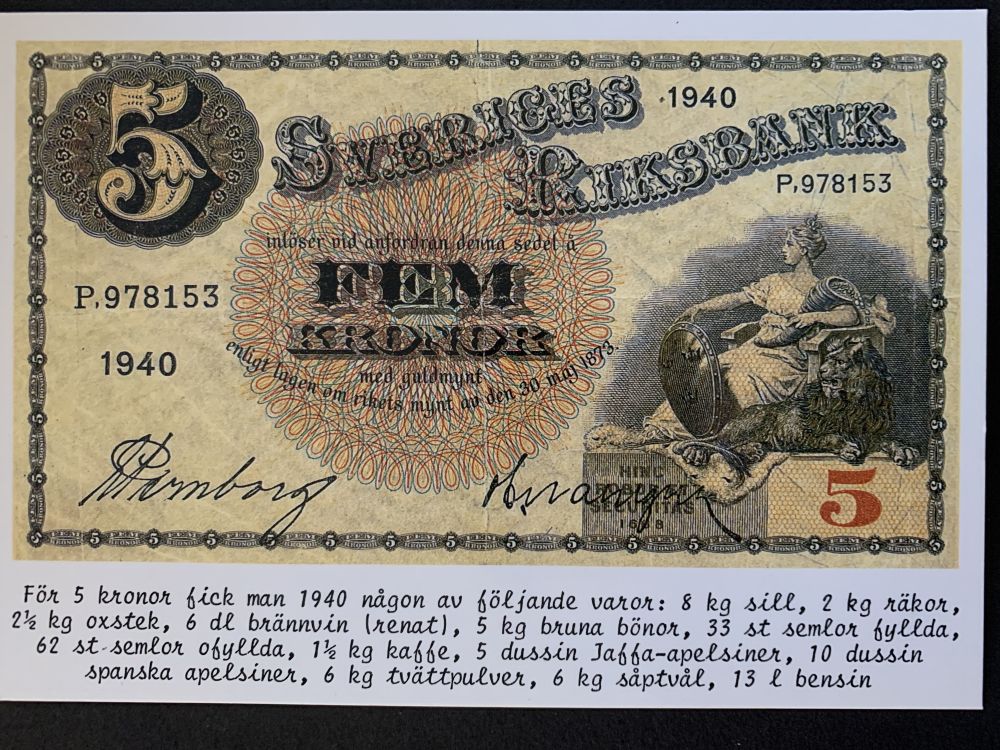 5
SVERIGES
1940
RIKSBANK
P,978153
inlöser vid anfordran denna sedel å
FEM
KRONOR
P,978153
1940
med guldmynt
enligt lagen om rikets mynt av den 30 maj 1873.
HINC
SECURITAS
5
För 5 kronor fick man 1940 någon av följande varor: 8 kg sill, 2 kg räkor,
2½ kg oxstek, 6 dl brännvin (renat), 5 kg bruna bönor, 33 st semlor fyllda,
62 st semlor ofyllda, 1½ kg kaffe, 5 dussin Jaffa-apelsiner, 10 dussin
spanska apelsiner, 6 kg tvättpulver, 6 kg såptvål, 13 l bensin